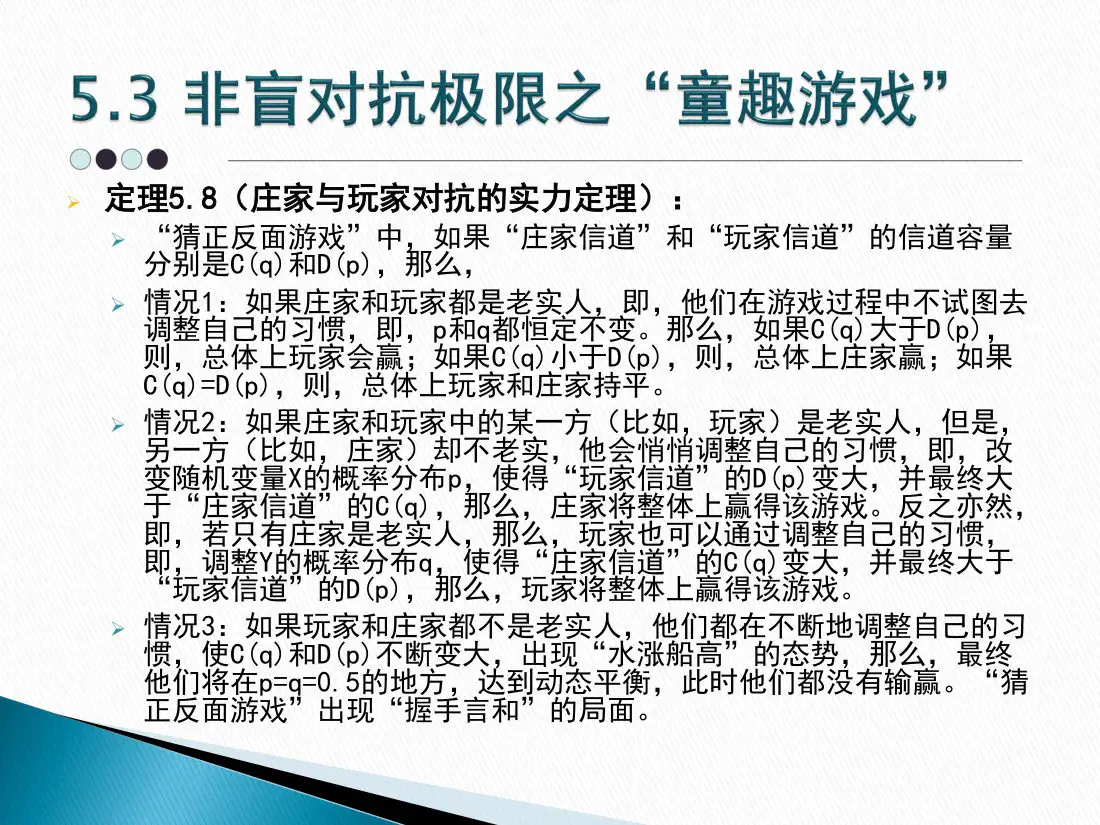 5.3 非盲对抗极限之“童趣游戏”
定理5.8（庄家与玩家对抗的实力定理）：
“猜正反面游戏”中，如果“庄家信道”和“玩家信道”的信道容量
分别是C(q)和D(p)，那么，
情况1：如果庄家和玩家都是老实人，即，他们在游戏过程中不试图去
调整自己的习惯，即，p和q都恒定不变。那么，如果C(q)大于D(p)，
则，总体上玩家会赢；如果C(q)小于D(p)，则，总体上庄家赢；如果
C(q)=D(p)，则，总体上玩家和庄家持平。
情况2：如果庄家和玩家中的某一方（比如，玩家）是老实人，但是，
另一方（比如，庄家）却不老实，他会悄悄调整自己的习惯，即，改
变随机变量X的概率分布p，使得“玩家信道”的D(p)变大，并最终大
于“庄家信道”的C(q)，那么，庄家将整体上赢得该游戏。反之亦然，
即，若只有庄家是老实人，那么，玩家也可以通过调整自己的习惯，
即，调整Y的概率分布q，使得“庄家信道”的C(q)变大，并最终大于
“玩家信道”的D(p)，那么，玩家将整体上赢得该游戏。
情况3：如果玩家和庄家都不是老实人，他们都在不断地调整自己的习
惯，使C(q)和D(p)不断变大，出现“水涨船高”的态势，那么，最终
他们将在p=q=0.5的地方，达到动态平衡，此时他们都没有输赢。“猜
正反面游戏”出现“握手言和”的局面。